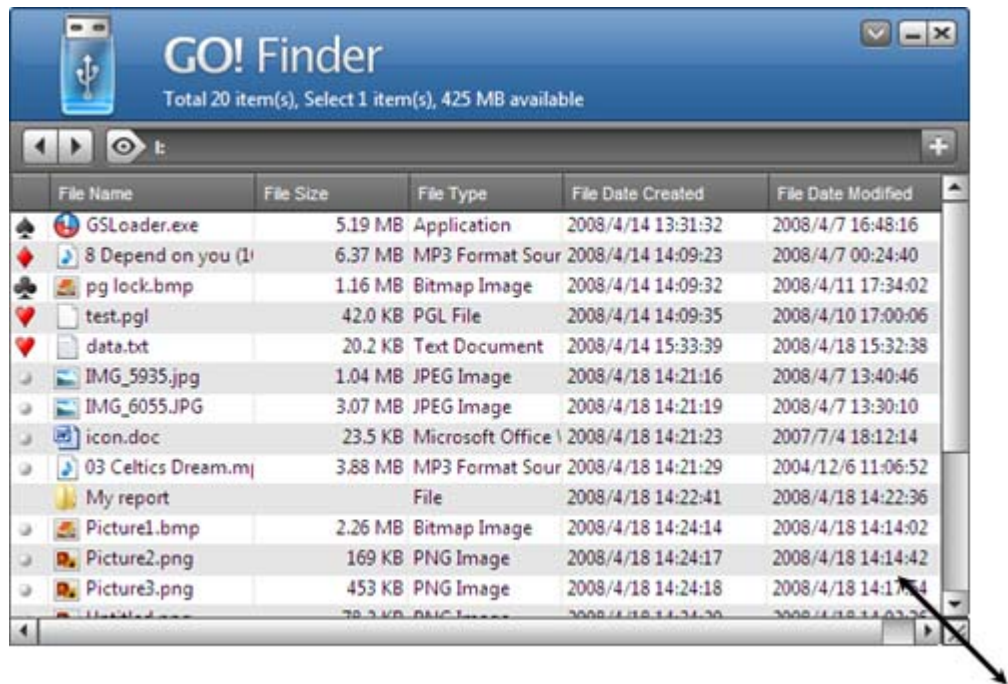 GO! Finder
Total 20 item(s), Select 1 item(s), 425 MB available
I:
File Name File Size File Type File Date Created File Date Modified
GSLoader.exe 5.19 MB Application 2008/4/14 13:31:32 2008/4/7 16:48:16
8 Depend on you (1 6.37 MB MP3 Format Sour 2008/4/14 14:09:23 2008/4/7 00:24:40
pg lock.bmp 1.16 MB Bitmap Image 2008/4/14 14:09:32 2008/4/11 17:34:02
test.pgl 42.0 KB PGL File 2008/4/14 14:09:35 2008/4/10 17:00:06
data.txt 20.2 KB Text Document 2008/4/14 15:33:39 2008/4/18 15:32:38
IMG_5935.jpg 1.04 MB JPEG Image 2008/4/18 14:21:16 2008/4/7 13:40:46
IMG_6055.JPG 3.07 MB JPEG Image 2008/4/18 14:21:19 2008/4/7 13:30:10
icon.doc 23.5 KB Microsoft Office 2008/4/18 14:21:23 2007/7/4 18:12:14
03 Celtics Dream.m 3.88 MB MP3 Format Sour 2008/4/18 14:21:29 2004/12/6 11:06:52
My report File 2008/4/18 14:22:41 2008/4/18 14:22:36
Picture1.bmp 2.26 MB Bitmap Image 2008/4/18 14:24:14 2008/4/18 14:14:02
Picture2.png 169 KB PNG Image 2008/4/18 14:24:17 2008/4/18 14:14:42
Picture3.png 453 KB PNG Image 2008/4/18 14:24:18 2008/4/18